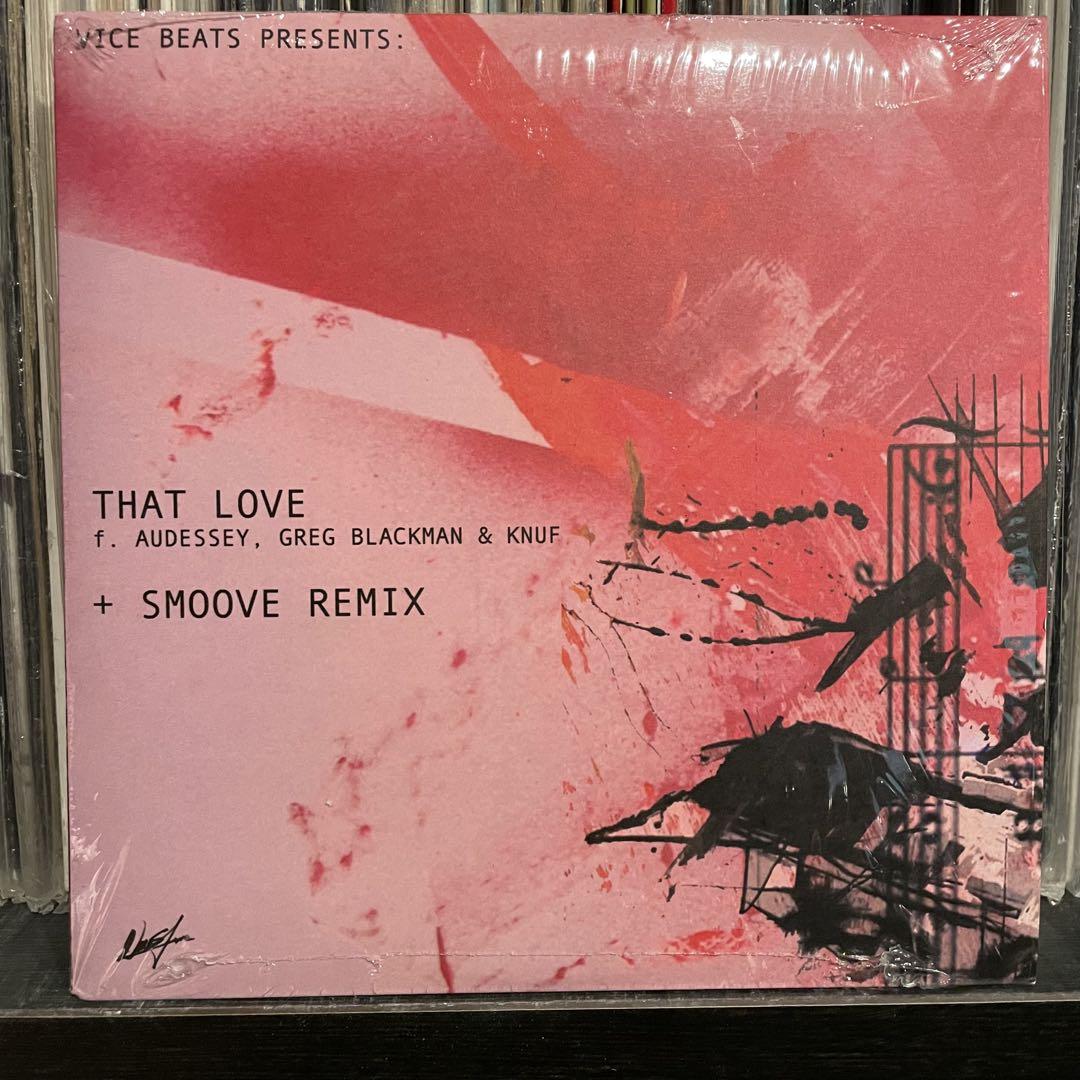 VICE BEATS PRESENTS:
THAT LOVE
f. AUDESSEY, GREG BLACKMAN & KNUF
+ SMOOVE REMIX